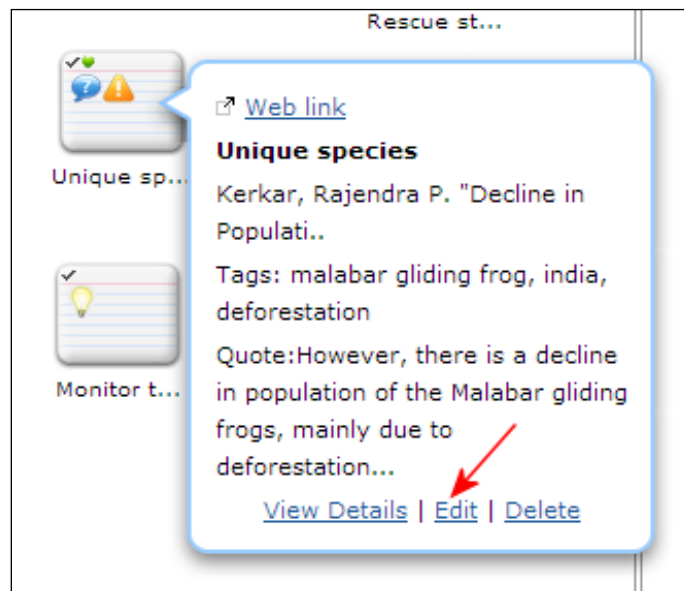 Rescue st...
Unique sp...
Web link
Unique species
Kerkar, Rajendra P. "Decline in
Populati..
Tags: malabar gliding frog, india,
deforestation
Quote:However, there is a decline
in population of the Malabar gliding
frogs, mainly due to
deforestation...
View Details | Edit | Delete
Monitor t...